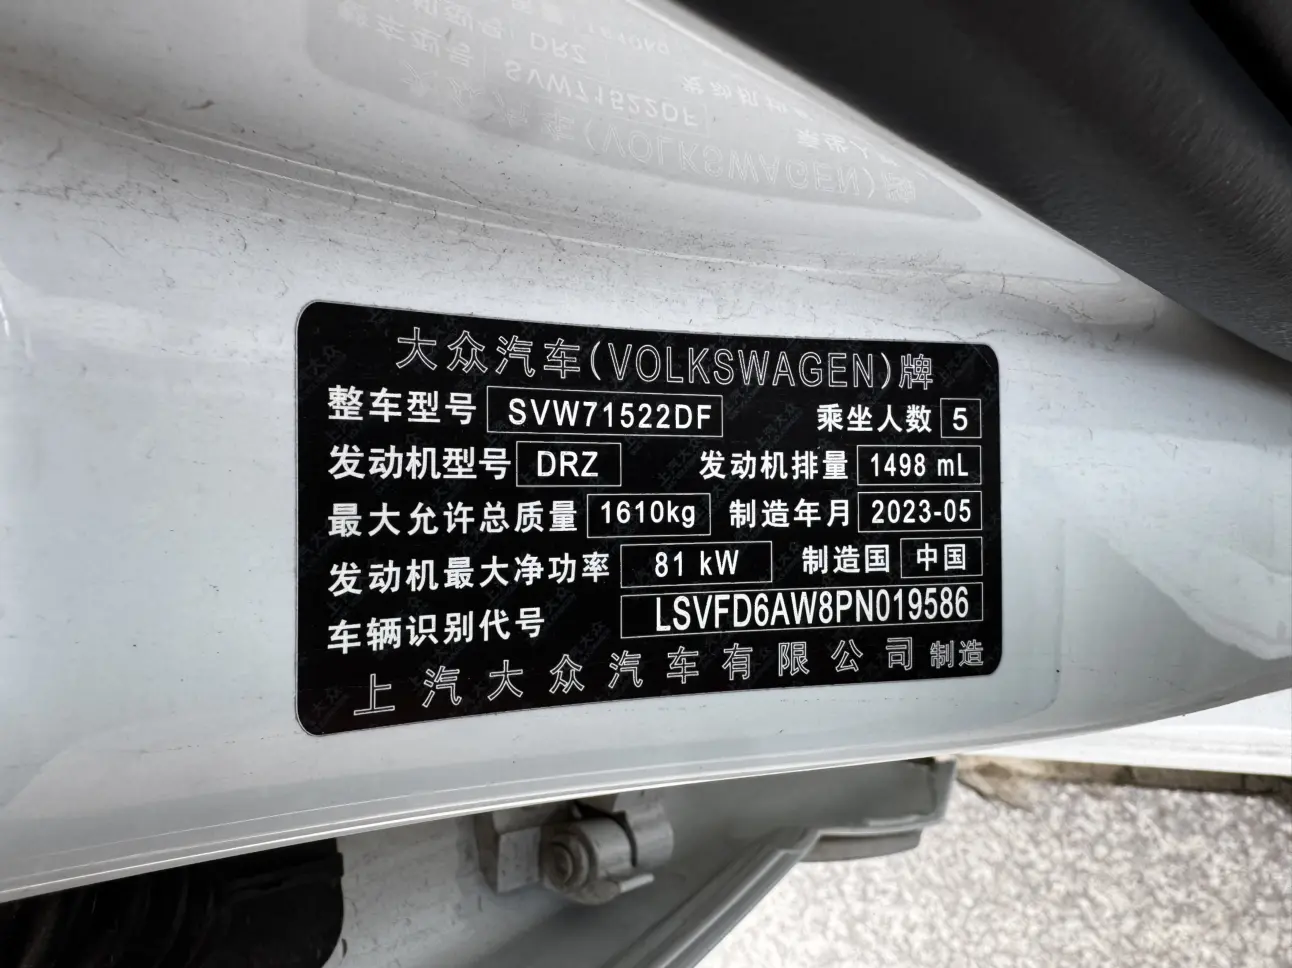 大众汽车(VOLKSWAGEN)牌
整车型号 SVW71522DF 乘坐人数 5
发动机型号 DRZ 发动机排量 1498 mL
最大允许总质量 1610kg 制造年月 2023-05
发动机最大净功率 81 kW 制造国 中国
车辆识别代号 LSVFD6AW8PN019586
上汽大众汽车有限公司制造